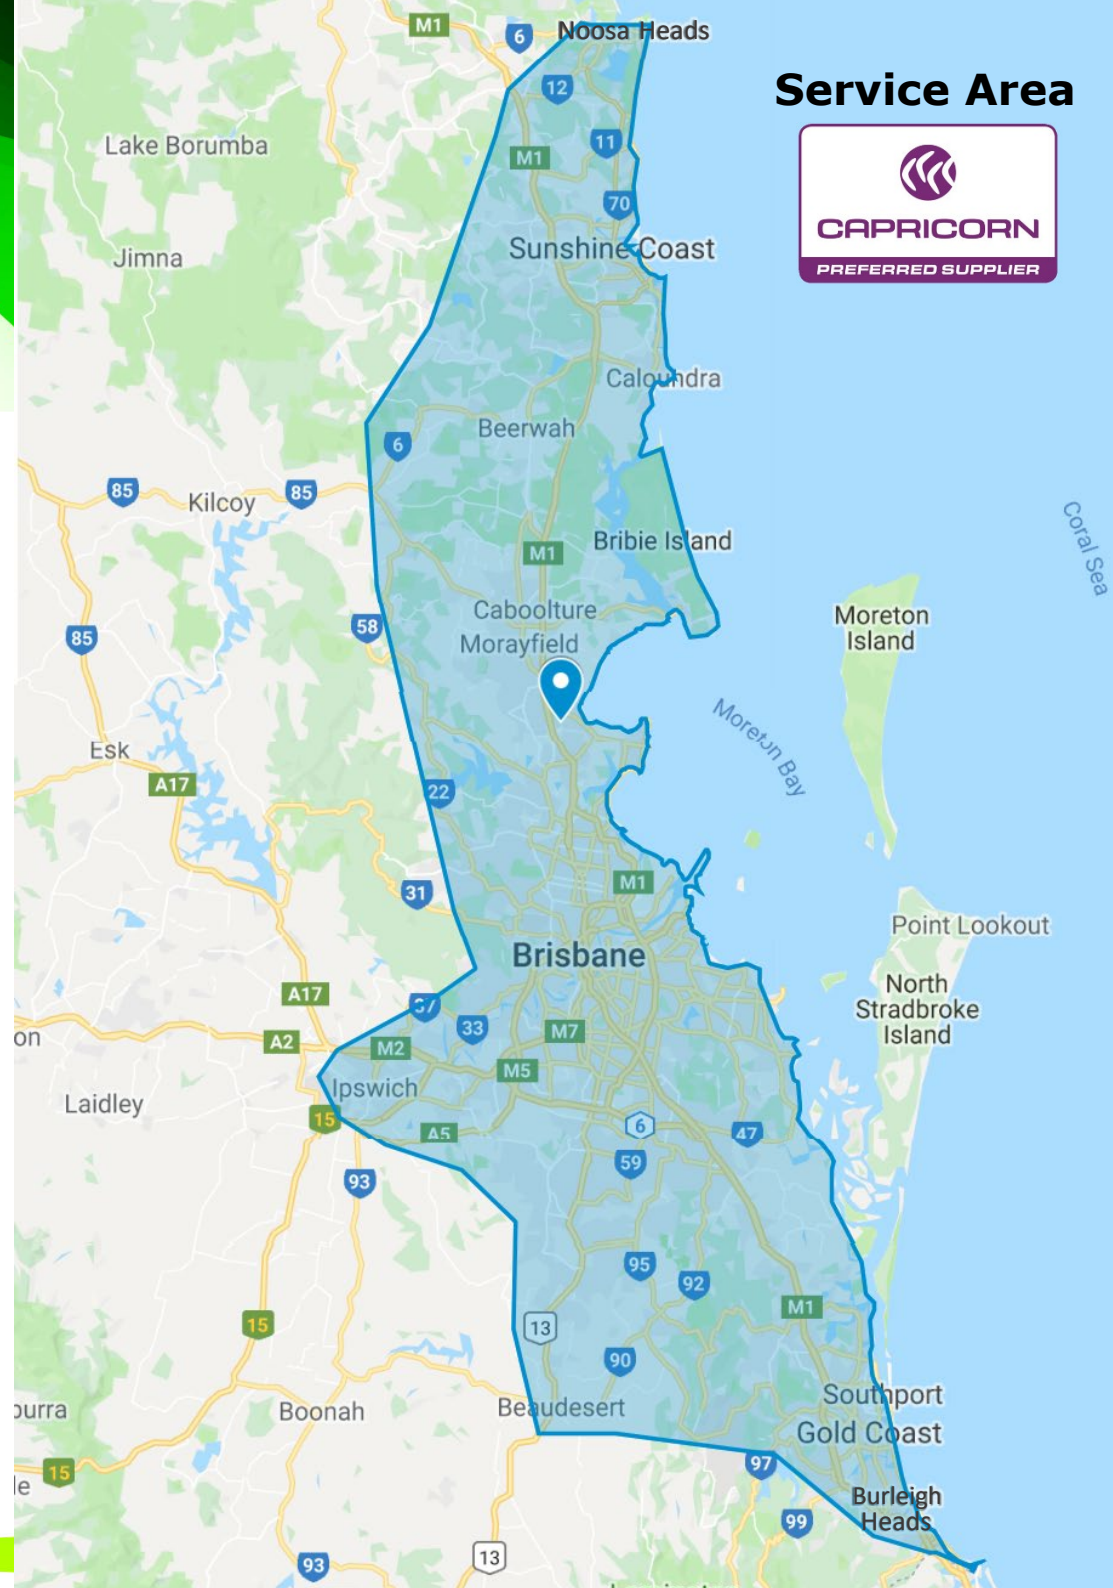 M1
6
Noosa Heads
12
Service Area
Lake Borumba
11
M1
70
CAPRICORN
PREFERRED SUPPLIER
Sunshine Coast
Jimna
Caloundra
Beerwah
6
85
Kilcoy
85
Bribie Island
M1
Coral Sea
Caboolture
Moreton
Island
58
85
Morayfield
Moreton Bay
Esk
A17
22
M1
31
Point Lookout
Brisbane
A17
North
Stradbroke
Island
33
M7
on
A2
M2
M5
Ipswich
Laidley
15
A5
6
47
59
93
95
92
M1
15
13
90
Southport
Beaudesert
Boonah
ourra
Gold Coast
15
97
le
Burleigh
Heads
99
13
93